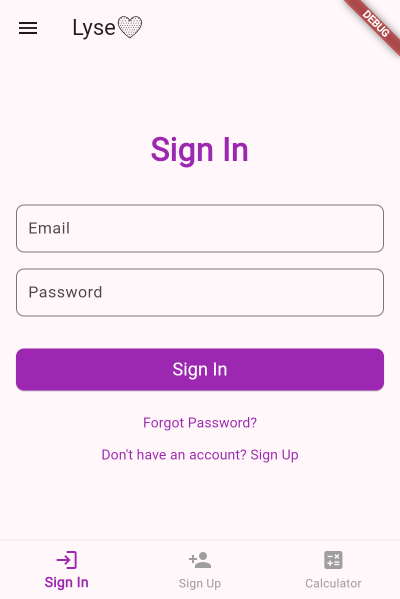 Lyse🤍
DEBUG
Sign In
Email
Password
Sign In
Forgot Password?
Don't have an account? Sign Up
Sign In
Sign Up
Calculator